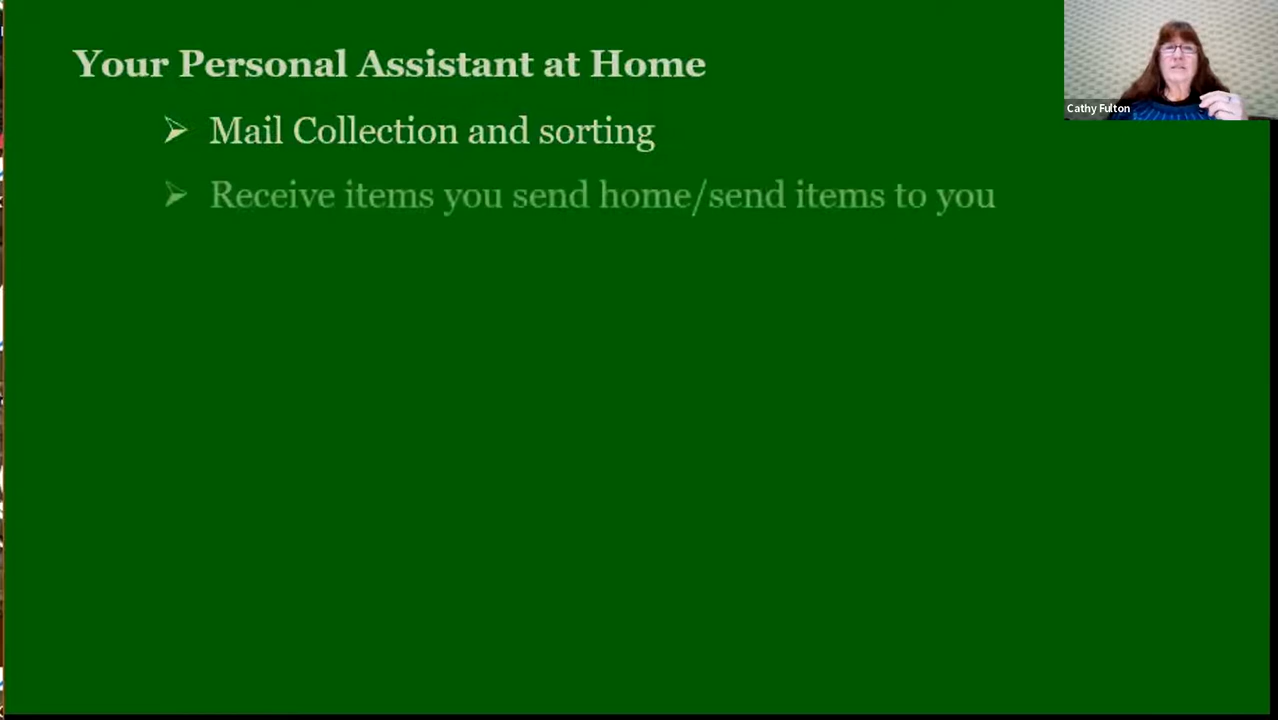 Your Personal Assistant at Home
➢ Mail Collection and sorting
➢ Receive items you send home/send items to you
Cathy Fulton